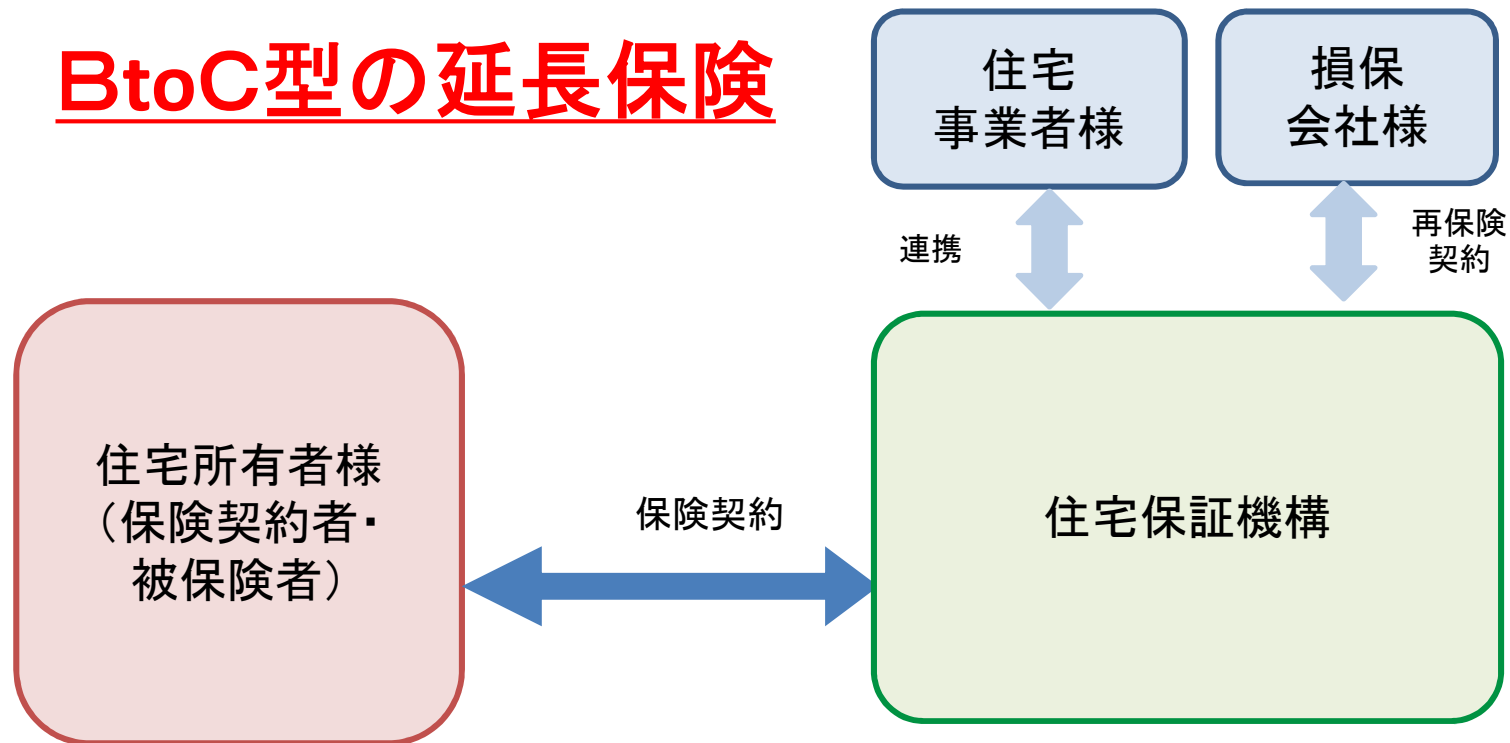 BtoC型の延長保険
住宅
事業者様
損保
会社様
連携
再保険
契約
住宅所有者様
（保険契約者・
被保険者）
保険契約
住宅保証機構